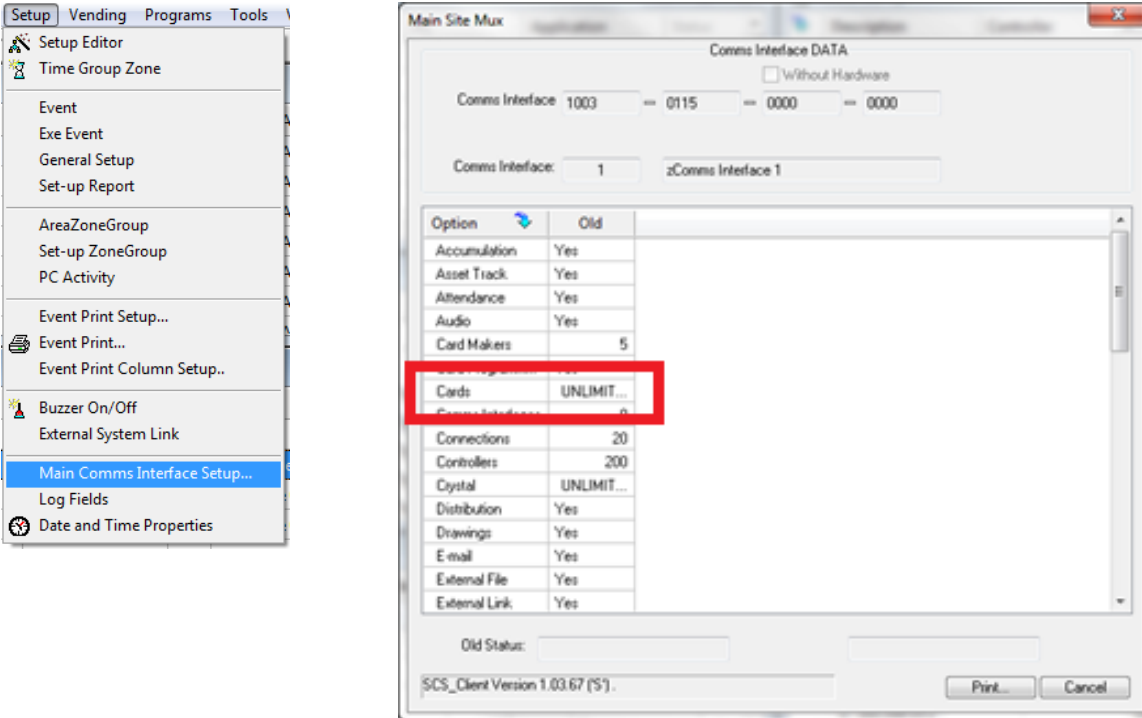 Setup Vending Programs Tools
Setup Editor
Time Group Zone
Event
Exe Event
General Setup
Set-up Report
AreaZoneGroup
Set-up ZoneGroup
PC Activity
Event Print Setup...
Event Print...
Event Print Column Setup..
Buzzer On/Off
External System Link
Main Comms Interface Setup...
Log Fields
Date and Time Properties
Main Site Mux
Comms Interface DATA
Without Hardware
Comms Interface 1003 - 0115 - 0000 - 0000
Comms Interface: 1 zComms Interface 1
Option Old
Accumulation Yes
Asset Track Yes
Attendance Yes
Audio Yes
Card Makers 5
Cards UNLIMIT...
Connections 20
Controllers 200
Crystal UNLIMIT...
Distribution Yes
Drawings Yes
E-mail Yes
External File Yes
External Link Yes
Old Status:
SCS_Client Version 1.03.67 ('S') .
Print... Cancel